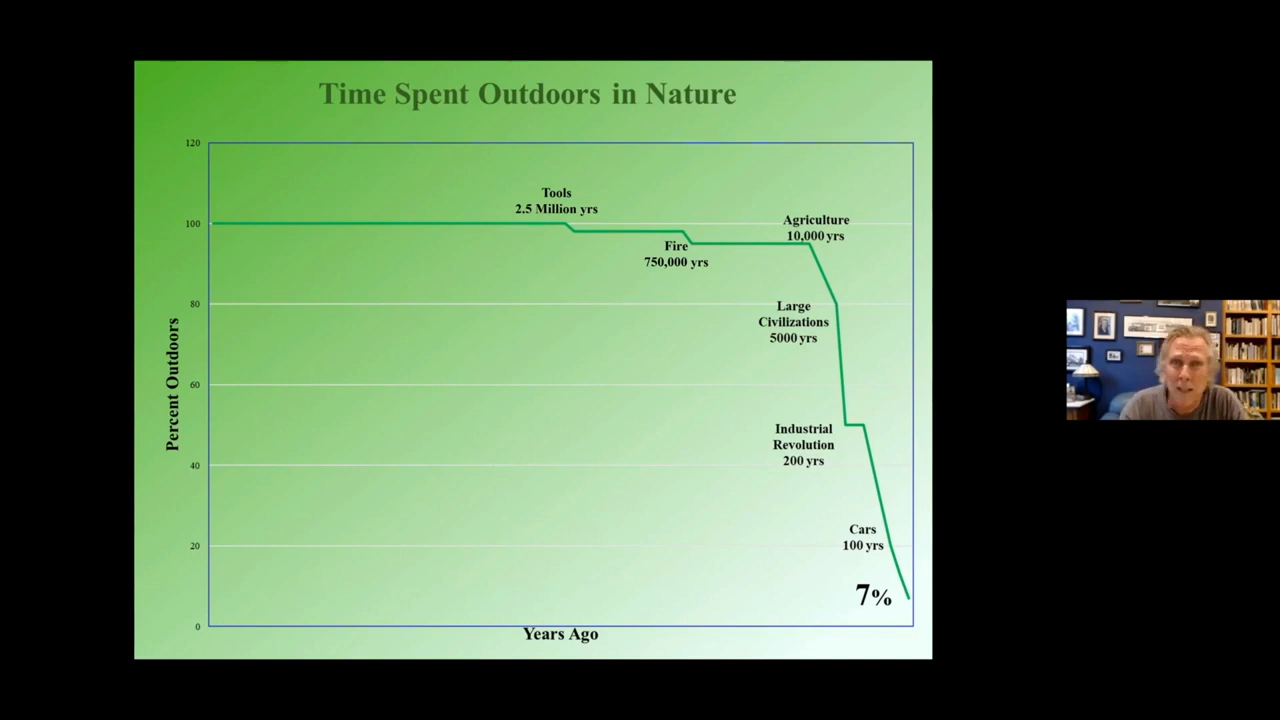 Time Spent Outdoors in Nature
120
100
80
60
40
20
0
Percent Outdoors
Tools
2.5 Million yrs
Fire
750,000 yrs
Agriculture
10,000 yrs
Large
Civilizations
5000 yrs
Industrial
Revolution
200 yrs
Cars
100 yrs
7%
Years Ago